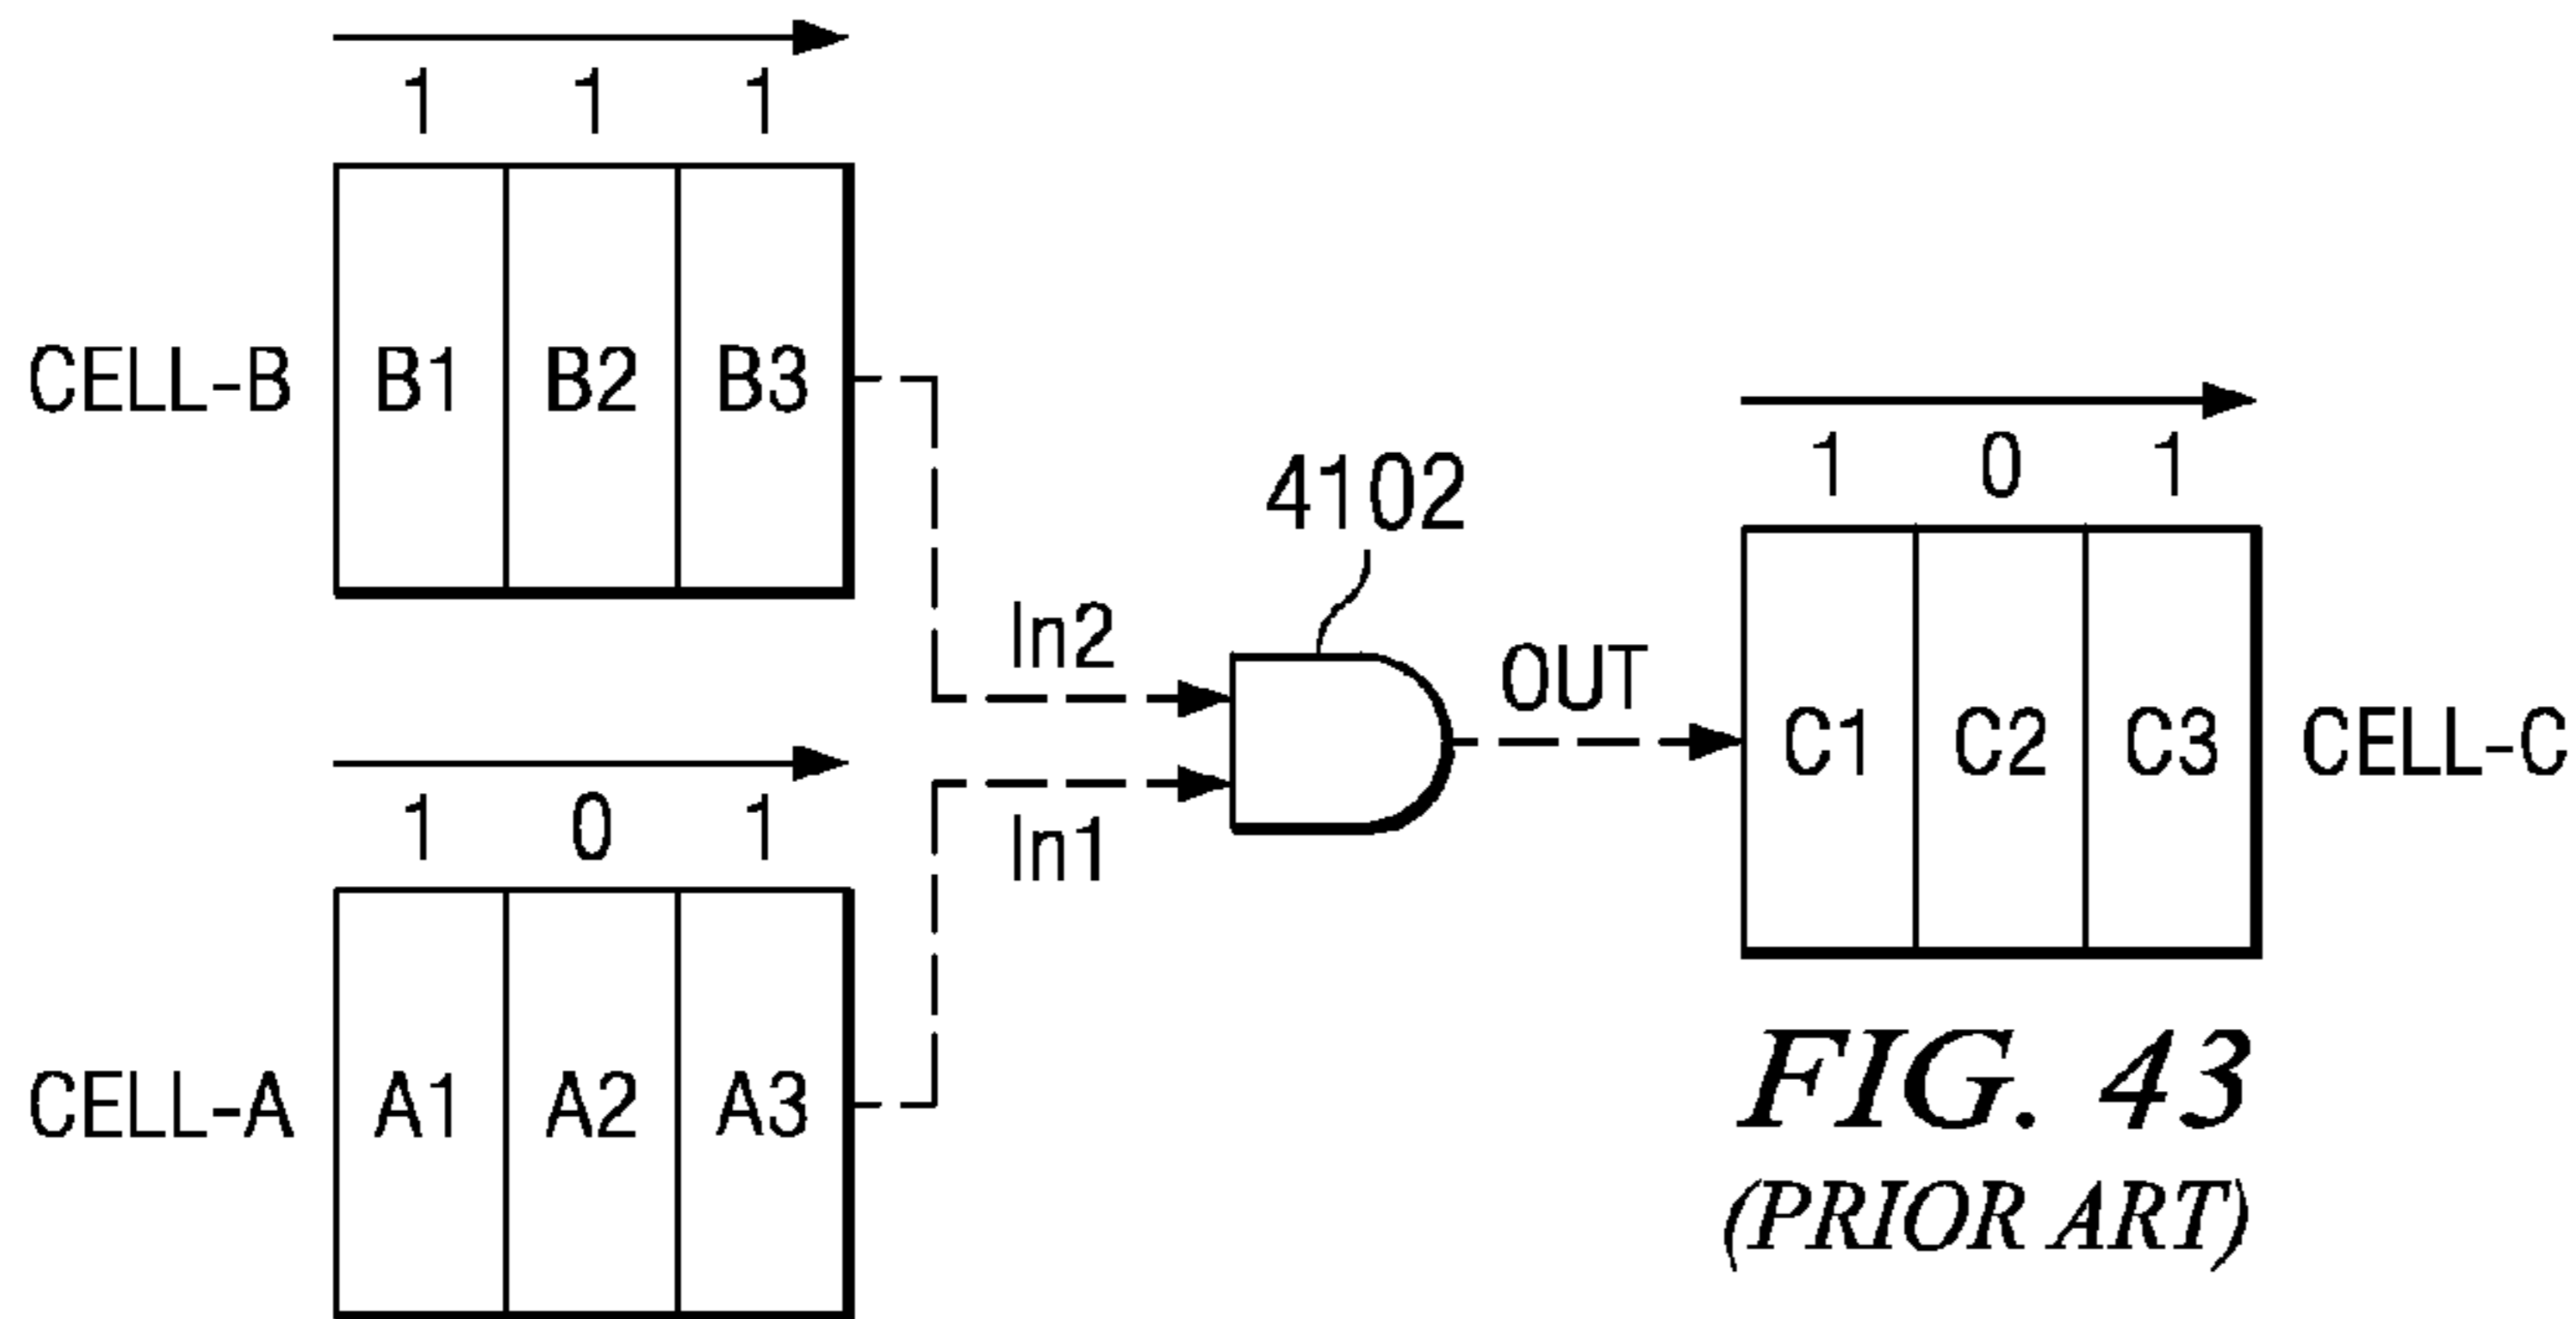 1 1 1
CELL-B B1 B2 B3
In2
4102
OUT
1 0 1
C1 C2 C3 CELL-C
1 0 1
In1
CELL-A A1 A2 A3
FIG. 43
(PRIOR ART)